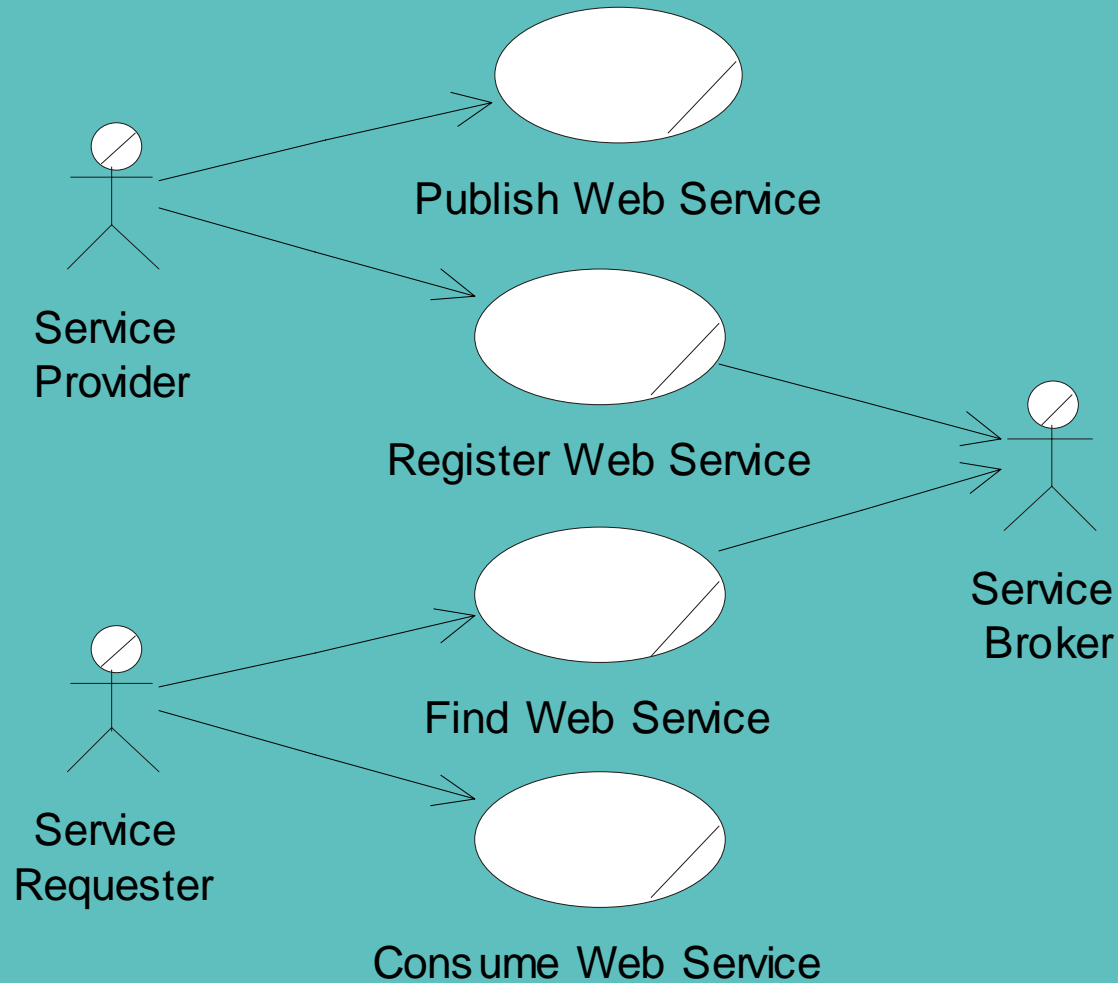 Publish Web Service
Service
Provider
Register Web Service
Service
Broker
Find Web Service
Service
Requester
Consume Web Service